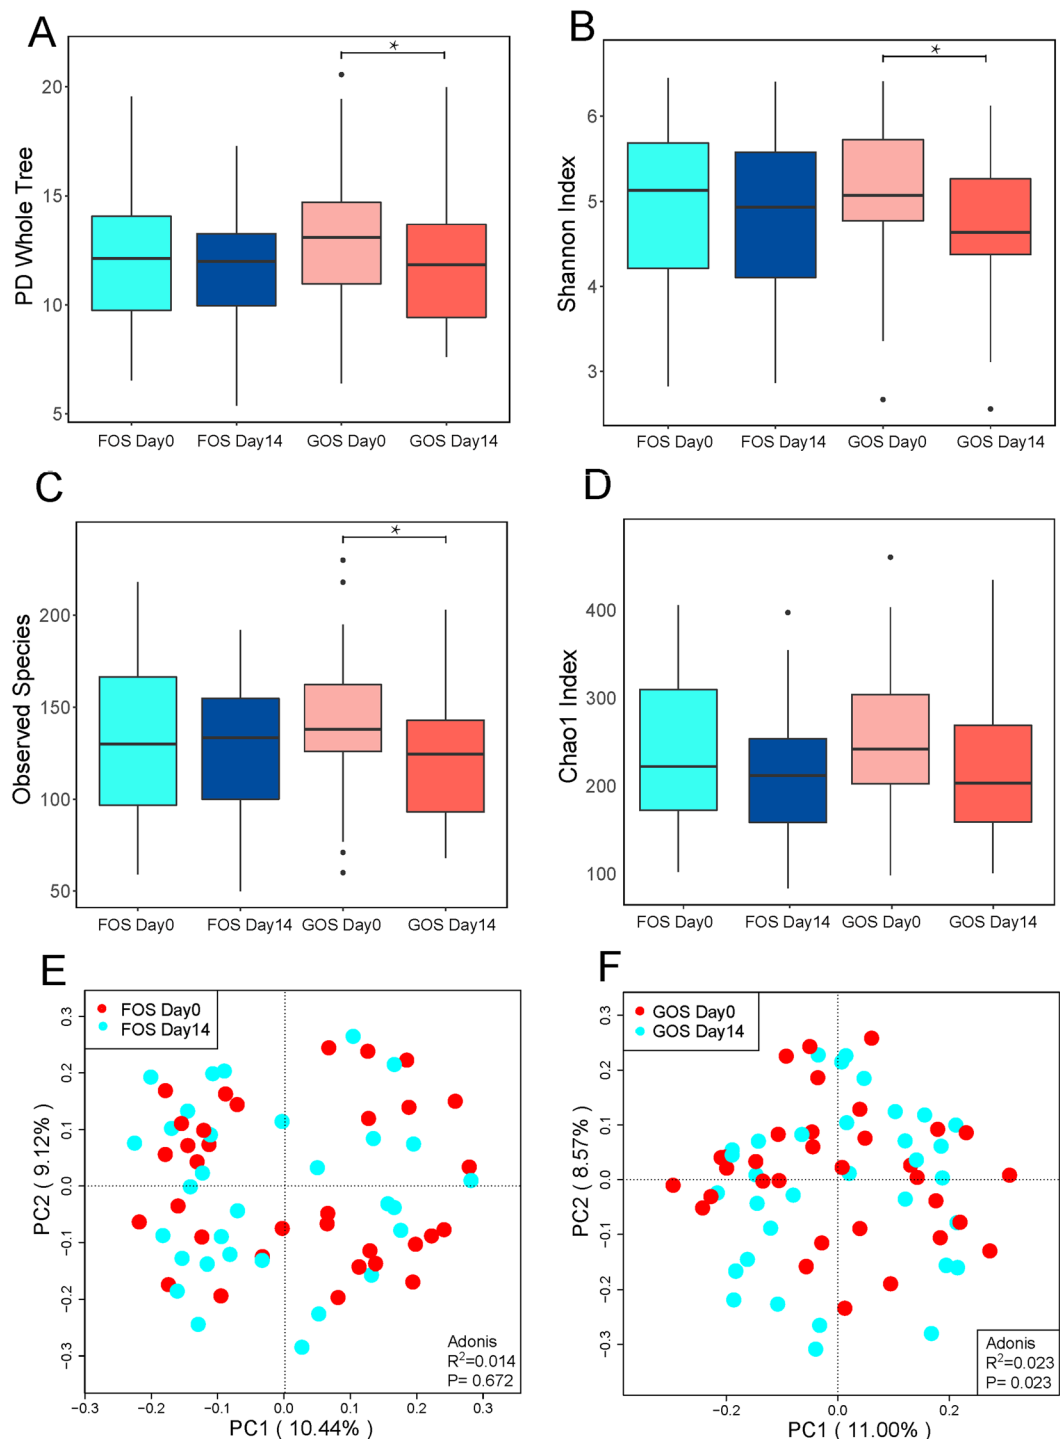 A
PD Whole Tree
20
15
10
5
*
FOS Day0
FOS Day14
GOS Day0
GOS Day14
B
Shannon Index
6
5
4
3
*
FOS Day0
FOS Day14
GOS Day0
GOS Day14
C
Observed Species
200
150
100
50
*
FOS Day0
FOS Day14
GOS Day0
GOS Day14
D
Chao1 Index
400
300
200
100
FOS Day0
FOS Day14
GOS Day0
GOS Day14
E
FOS Day0
FOS Day14
PC2 ( 9.12% )
0.3
0.2
0.1
0.0
−0.1
−0.2
−0.3
Adonis
R²=0.014
P= 0.672
−0.3
−0.2
−0.1
0.0
0.1
0.2
0.3
PC1 ( 10.44% )
F
GOS Day0
GOS Day14
PC2 ( 8.57% )
0.3
0.2
0.1
0.0
−0.1
−0.2
−0.3
Adonis
R²=0.023
P= 0.023
−0.2
0.0
0.2
PC1 ( 11.00% )